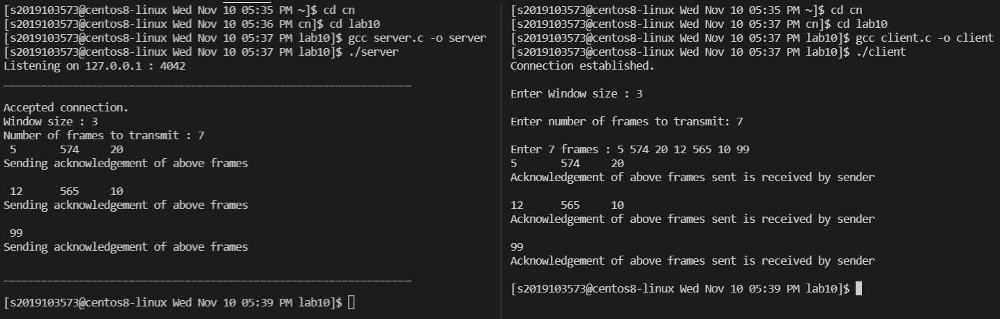 [s2019103573@centos8-linux Wed Nov 10 05:35 PM ~]$ cd cn
[s2019103573@centos8-linux Wed Nov 10 05:36 PM cn]$ cd lab10
[s2019103573@centos8-linux Wed Nov 10 05:37 PM lab10]$ gcc server.c -o server
[s2019103573@centos8-linux Wed Nov 10 05:37 PM lab10]$ ./server
Listening on 127.0.0.1 : 4042
Accepted connection.
Window size : 3
Number of frames to transmit : 7
5 574 20
Sending acknowledgement of above frames
12 565 10
Sending acknowledgement of above frames
99
Sending acknowledgement of above frames
[s2019103573@centos8-linux Wed Nov 10 05:39 PM lab10]$
[s2019103573@centos8-linux Wed Nov 10 05:35 PM ~]$ cd cn
[s2019103573@centos8-linux Wed Nov 10 05:37 PM cn]$ cd lab10
[s2019103573@centos8-linux Wed Nov 10 05:37 PM lab10]$ gcc client.c -o client
[s2019103573@centos8-linux Wed Nov 10 05:37 PM lab10]$ ./client
Connection established.
Enter Window size : 3
Enter number of frames to transmit: 7
Enter 7 frames : 5 574 20 12 565 10 99
5 574 20
Acknowledgement of above frames sent is received by sender
12 565 10
Acknowledgement of above frames sent is received by sender
99
Acknowledgement of above frames sent is received by sender
[s2019103573@centos8-linux Wed Nov 10 05:39 PM lab10]$